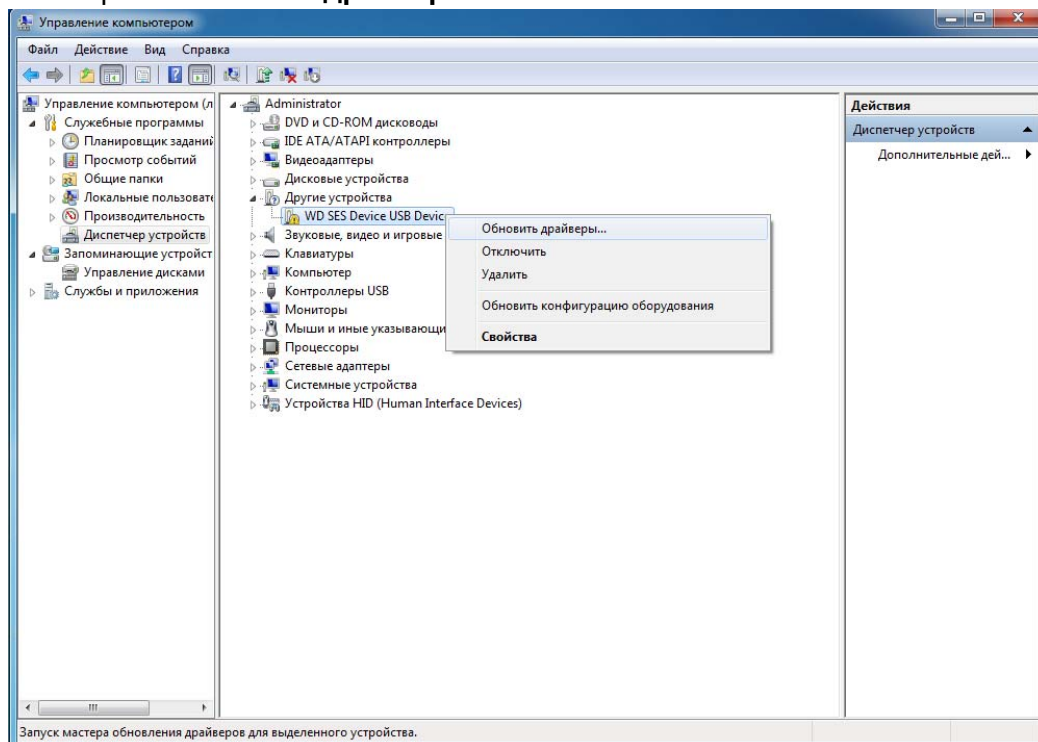 Управление компьютером
Файл Действие Вид Справка
Управление компьютером (л
Служебные программы
Планировщик заданий
Просмотр событий
Общие папки
Локальные пользовате
Производительность
Диспетчер устройств
Запоминающие устройст
Управление дисками
Службы и приложения
Administrator
DVD и CD-ROM дисководы
IDE ATA/ATAPI контроллеры
Видеоадаптеры
Дисковые устройства
Другие устройства
WD SES Device USB Devic
Звуковые, видео и игровые
Клавиатуры
Компьютер
Контроллеры USB
Мониторы
Мыши и иные указывающи
Процессоры
Сетевые адаптеры
Системные устройства
Устройства HID (Human Interface Devices)
Обновить драйверы...
Отключить
Удалить
Обновить конфигурацию оборудования
Свойства
Действия
Диспетчер устройств
Дополнительные дей...
Запуск мастера обновления драйверов для выделенного устройства.